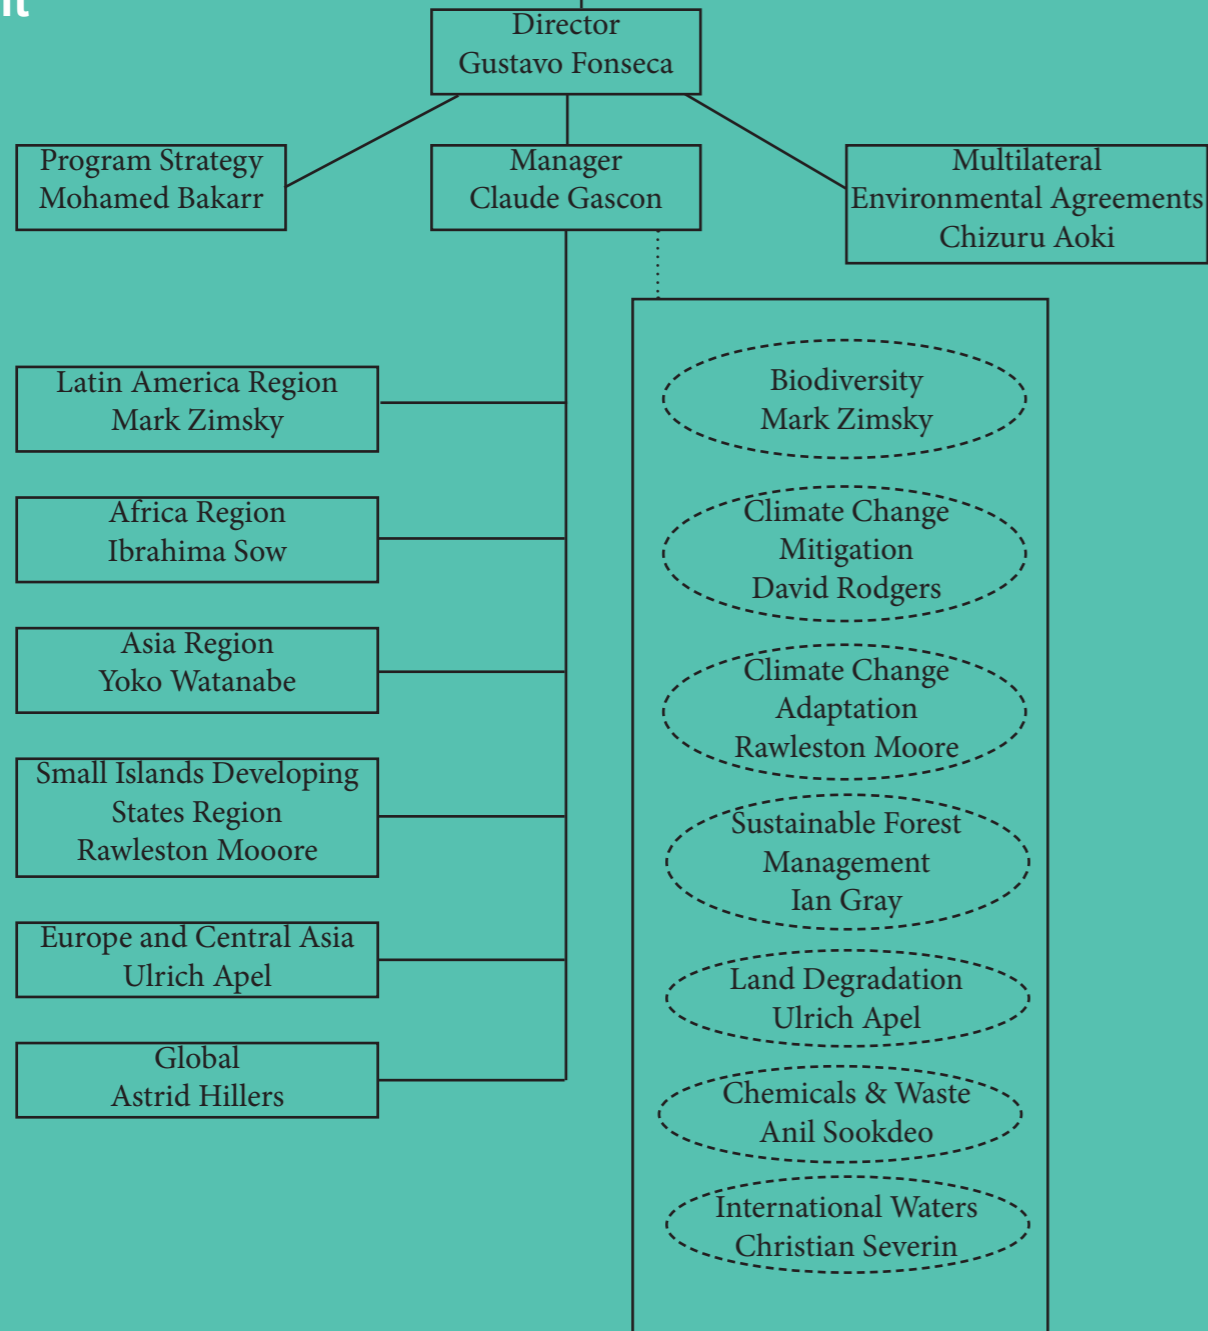 it
Director
Gustavo Fonseca
Program Strategy
Mohamed Bakarr
Manager
Claude Gascon
Multilateral
Environmental Agreements
Chizuru Aoki
Latin America Region
Mark Zimsky
Africa Region
Ibrahima Sow
Asia Region
Yoko Watanabe
Small Islands Developing
States Region
Rawleston Mooore
Europe and Central Asia
Ulrich Apel
Global
Astrid Hillers
Biodiversity
Mark Zimsky
Climate Change
Mitigation
David Rodgers
Climate Change
Adaptation
Rawleston Moore
Sustainable Forest
Management
Ian Gray
Land Degradation
Ulrich Apel
Chemicals & Waste
Anil Sookdeo
International Waters
Christian Severin